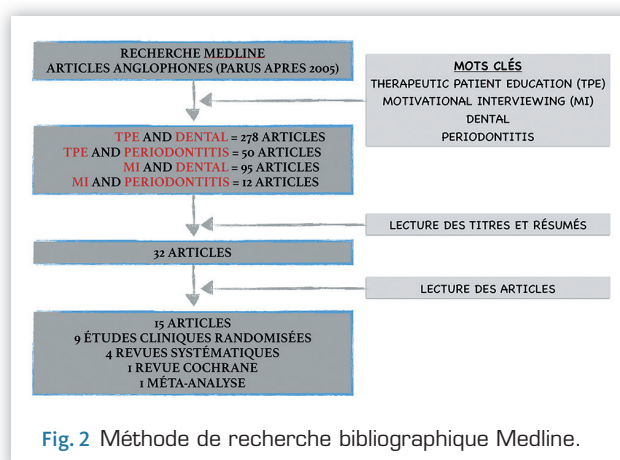 RECHERCHE MEDLINE
ARTICLES ANGLOPHONES (PARUS APRES 2005)
MOTS CLÉS
THERAPEUTIC PATIENT EDUCATION (TPE)
MOTIVATIONAL INTERVIEWING (MI)
DENTAL
PERIODONTITIS
TPE AND DENTAL = 278 ARTICLES
TPE AND PERIODONTITIS = 50 ARTICLES
MI AND DENTAL = 95 ARTICLES
MI AND PERIODONTITIS = 12 ARTICLES
LECTURE DES TITRES ET RÉSUMÉS
32 ARTICLES
LECTURE DES ARTICLES
15 ARTICLES
9 ÉTUDES CLINIQUES RANDOMISÉES
4 REVUES SYSTÉMATIQUES
1 REVUE COCHRANE
1 MÉTA-ANALYSE
Fig. 2 Méthode de recherche bibliographique Medline.